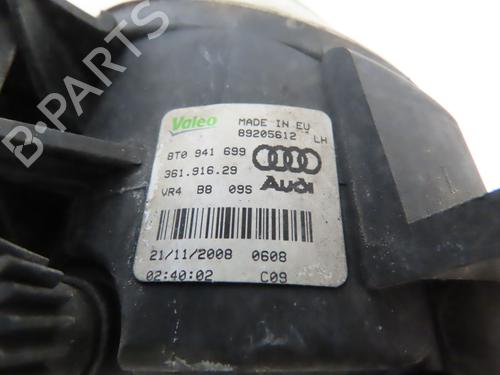 Valeo MADE IN EU
89205612 LH
8T0 941 699
361.916.29 Audi
VR4 B8 09S
21/11/2008 0608
02:40:02 C09
B-PARTS